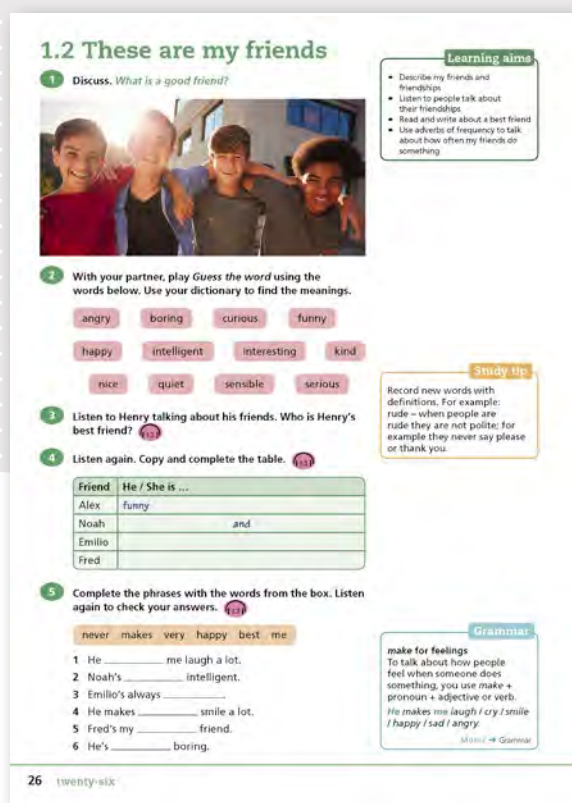 1.2 These are my friends
1 Discuss. What is a good friend?
Learning aims
• Describe my friends and
friendships
• Listen to people talk about
their friendships
• Read and write about a best friend
• Use adverbs of frequency to talk
about how often my friends do
something
2 With your partner, play Guess the word using the
words below. Use your dictionary to find the meanings.
angry boring curious funny
happy intelligent interesting kind
nice quiet sensible serious
Study tip
Record new words with
definitions. For example:
rude – when people are
rude they are not polite; for
example they never say please
or thank you.
3 Listen to Henry talking about his friends. Who is Henry's
best friend?
4 Listen again. Copy and complete the table.
Friend He / She is ...
Alex funny
Noah and
Emilio
Fred
5 Complete the phrases with the words from the box. Listen
again to check your answers.
never makes very happy best me
1 He __________ me laugh a lot.
2 Noah's __________ intelligent.
3 Emilio's always __________.
4 He makes __________ smile a lot.
5 Fred's my __________ friend.
6 He's __________ boring.
Grammar
make for feelings
To talk about how people
feel when someone does
something, you use make +
pronoun + adjective or verb.
He makes me laugh / cry / smile
/ happy / sad / angry.
➔ Grammar
26 twenty-six